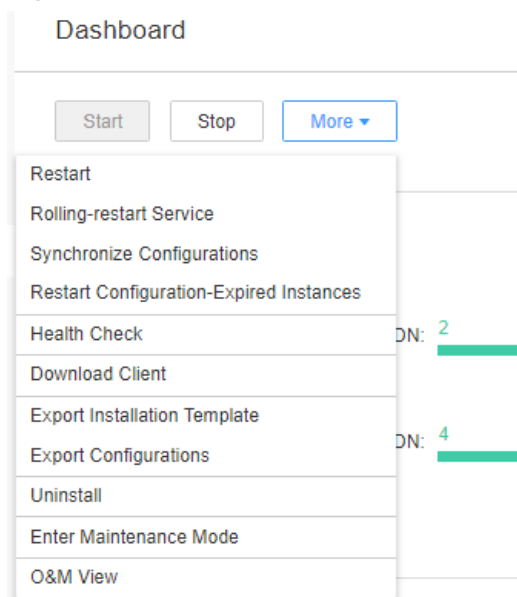 Dashboard
Start Stop More
Restart
Rolling-restart Service
Synchronize Configurations
Restart Configuration-Expired Instances
Health Check
DN: 2
Download Client
Export Installation Template
DN: 4
Export Configurations
Uninstall
Enter Maintenance Mode
O&M View